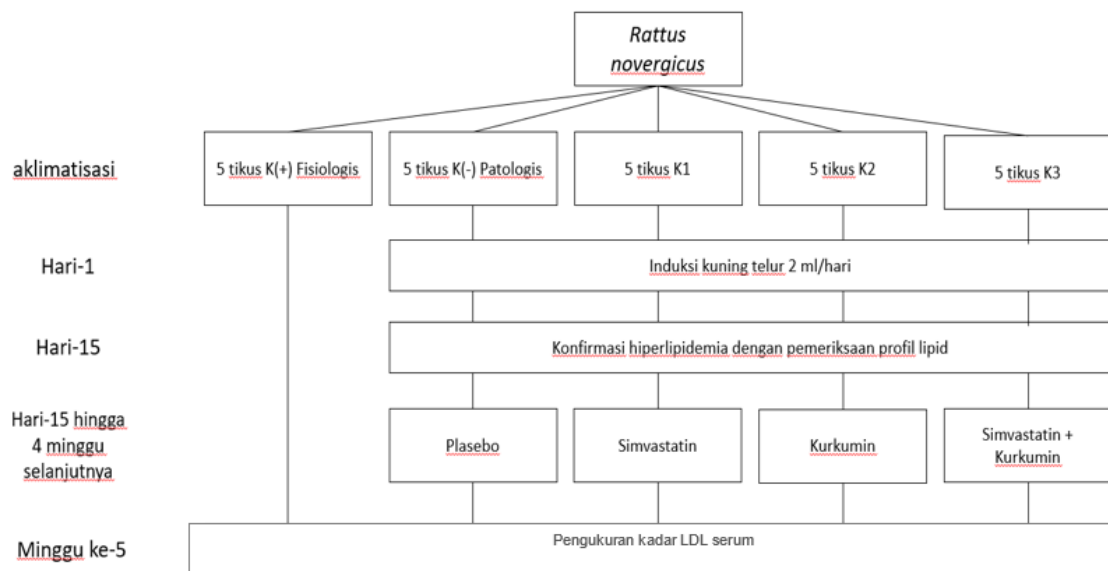 Rattus
novergicus
aklimatisasi
5 tikus K(+) Fisiologis
5 tikus K(-) Patologis
5 tikus K1
5 tikus K2
5 tikus K3
Hari-1
Induksi kuning telur 2 ml/hari
Hari-15
Konfirmasi hiperlipidemia dengan pemeriksaan profil lipid
Hari-15 hingga
4 minggu
selanjutnya
Plasebo
Simvastatin
Kurkumin
Simvastatin +
Kurkumin
Minggu ke-5
Pengukuran kadar LDL serum